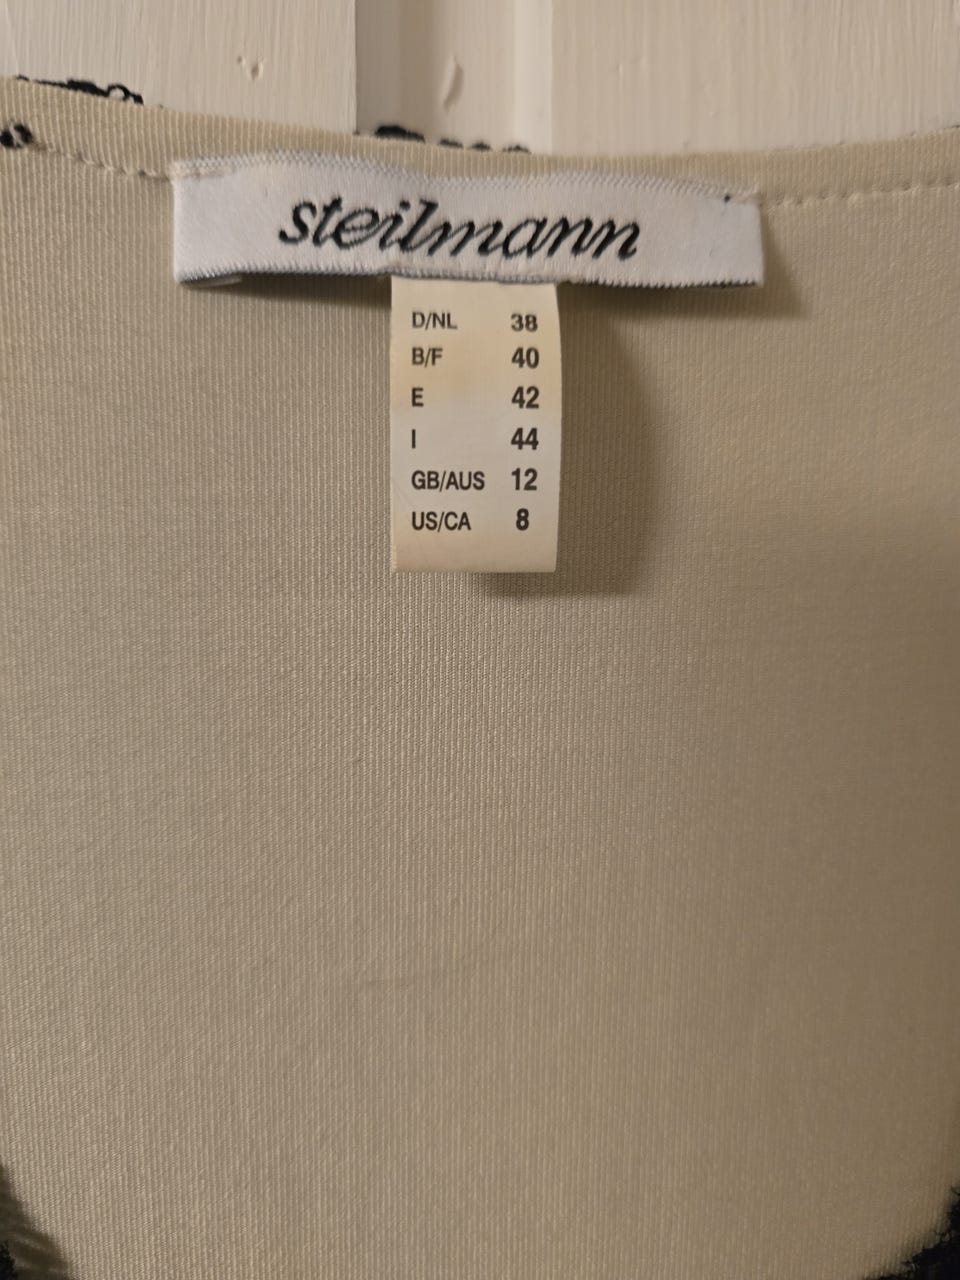 steilmann
D/NL 38
B/F 40
E 42
I 44
GB/AUS 12
US/CA 8